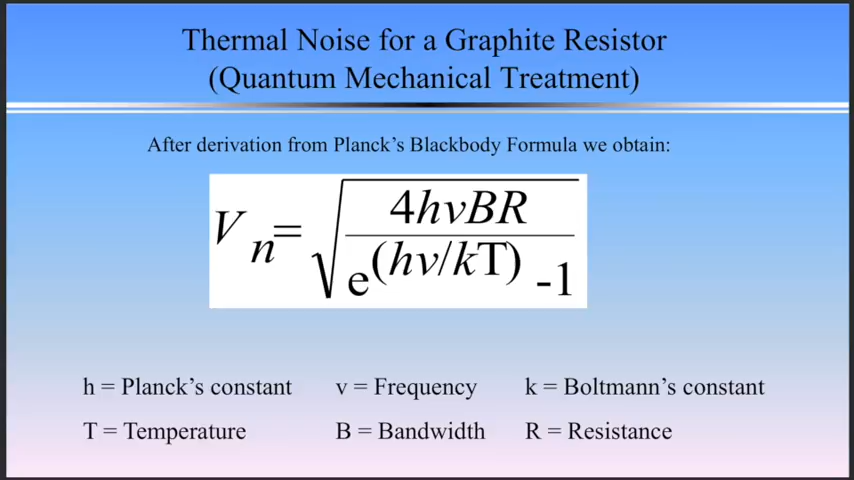 Thermal Noise for a Graphite Resistor
(Quantum Mechanical Treatment)
After derivation from Planck's Blackbody Formula we obtain:
V n = √ 4hvBR / e(hv/kT) -1
h = Planck's constant v = Frequency k = Boltmann's constant
T = Temperature B = Bandwidth R = Resistance